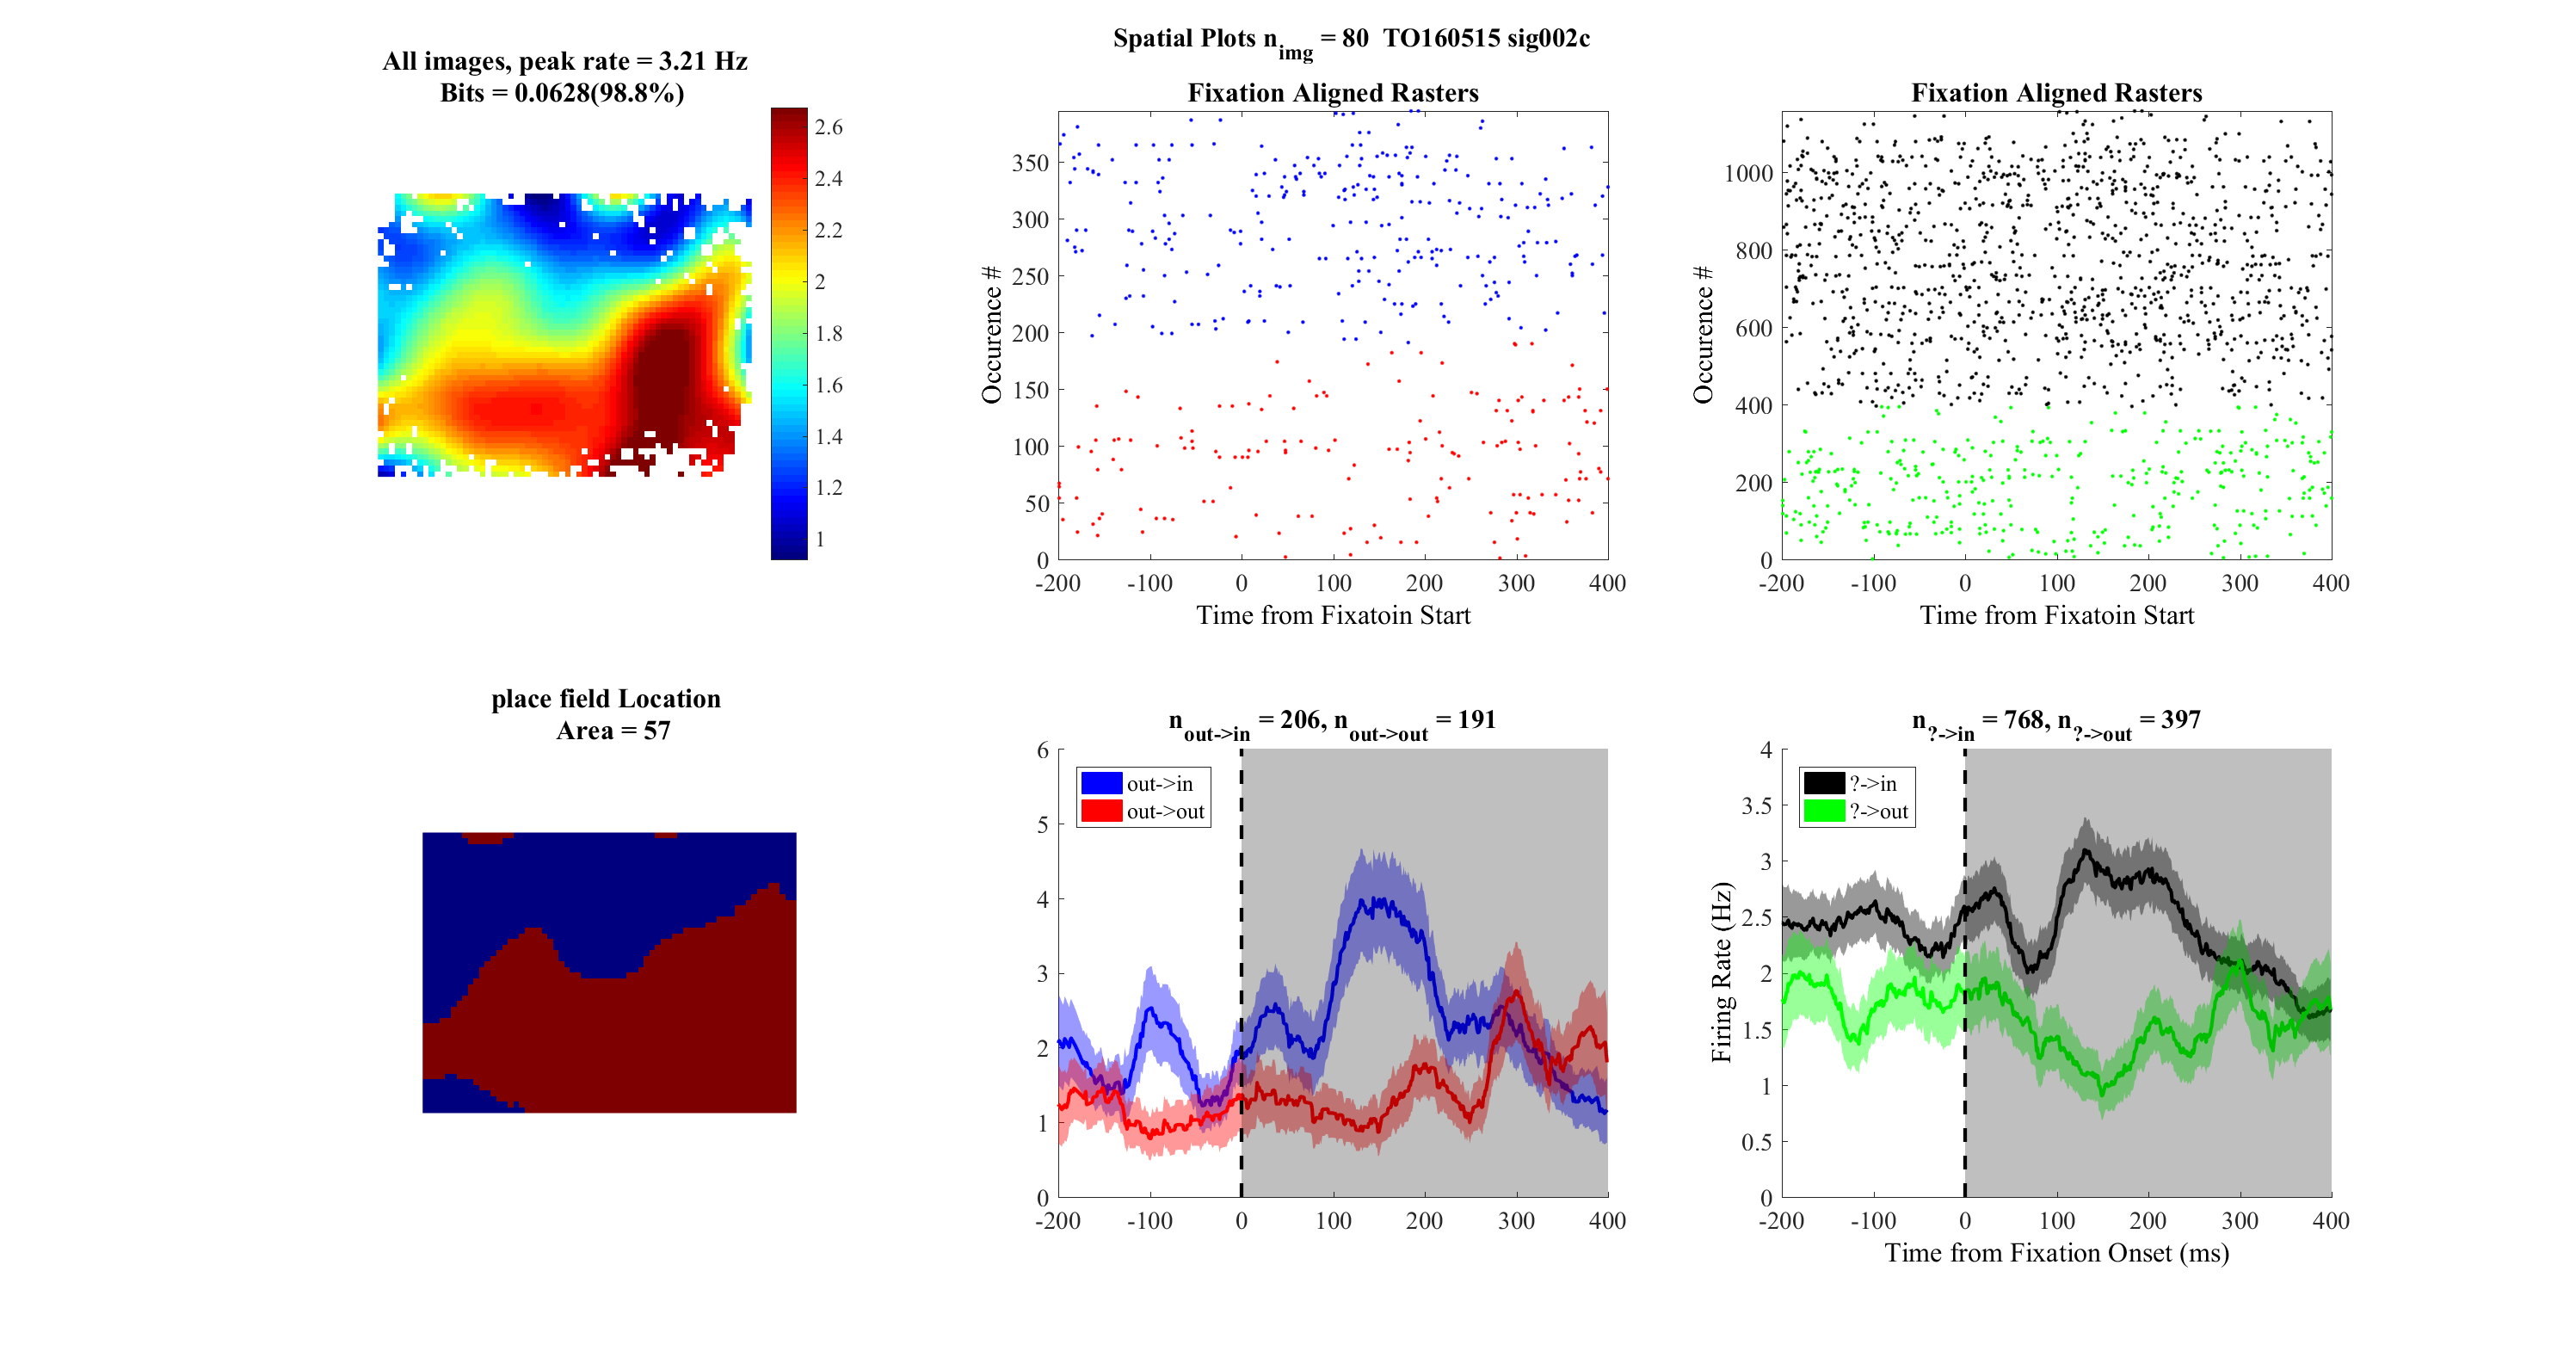 Spatial Plots n_img = 80 TO160515 sig002c
All images, peak rate = 3.21 Hz
Bits = 0.0628(98.8%)
2.6
2.4
2.2
2
1.8
1.6
1.4
1.2
1
Fixation Aligned Rasters
Occurence #
350
300
250
200
150
100
50
0
-200 -100 0 100 200 300 400
Time from Fixatoin Start
Fixation Aligned Rasters
Occurence #
1000
800
600
400
200
0
-200 -100 0 100 200 300 400
Time from Fixatoin Start
place field Location
Area = 57
n_out->in = 206, n_out->out = 191
6
5
4
3
2
1
0
out->in
out->out
-200 -100 0 100 200 300 400
n_?->in = 768, n_?->out = 397
Firing Rate (Hz)
4
3.5
3
2.5
2
1.5
1
0.5
0
?->in
?->out
-200 -100 0 100 200 300 400
Time from Fixation Onset (ms)